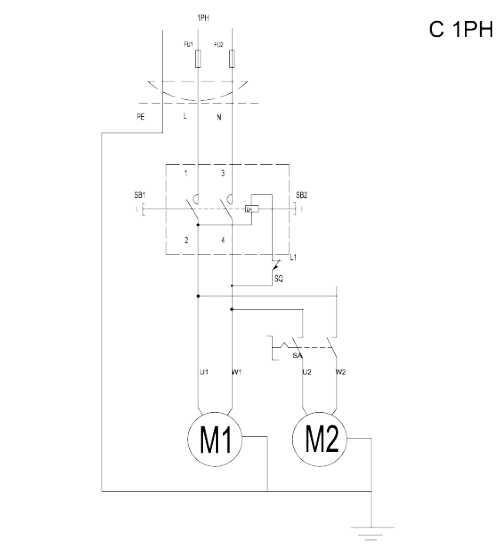 1PH
C 1PH
FU1 FU2
PE L N
1 3
SB1 SB2
2 4
L1
SQ
SA
U1 W1 U2 W2
M1 M2